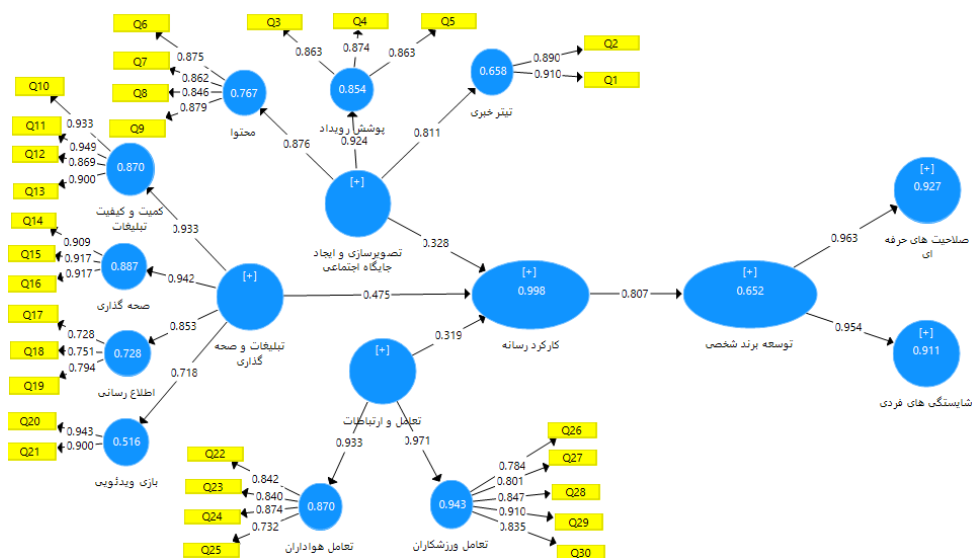 Q6
Q3
Q4
Q5
Q2
Q7
Q1
Q8
Q9
0.875
0.862
0.846
0.879
0.767
محتوا
0.863
0.874
0.863
0.854
پوشش رویداد
0.890
0.910
0.658
تیتر خبری
0.876
0.924
0.811
Q10
Q11
Q12
Q13
0.933
0.949
0.869
0.900
0.870
کمیت و کیفیت
تبلیغات
0.933
[+]
تصویرسازی و ایجاد
جایگاه اجتماعی
0.328
Q14
Q15
Q16
0.909
0.917
0.917
0.887
صحه گذاری
0.942
[+]
تبلیغات و صحه
گذاری
0.475
[+]
0.998
کارکرد رسانه
0.807
[+]
0.652
توسعه برند شخصی
0.963
[+]
0.927
صلاحیت های حرفه
ای
0.954
[+]
0.911
شایستگی های فردی
Q17
Q18
Q19
0.728
0.751
0.794
0.728
اطلاع رسانی
0.853
0.718
Q20
Q21
0.943
0.900
0.516
بازی ویدئویی
[+]
تعامل و ارتباطات
0.319
0.933
0.971
Q22
Q23
Q24
Q25
0.842
0.840
0.874
0.732
0.870
تعامل هواداران
Q26
Q27
Q28
Q29
Q30
0.784
0.801
0.847
0.910
0.835
0.943
تعامل ورزشکاران